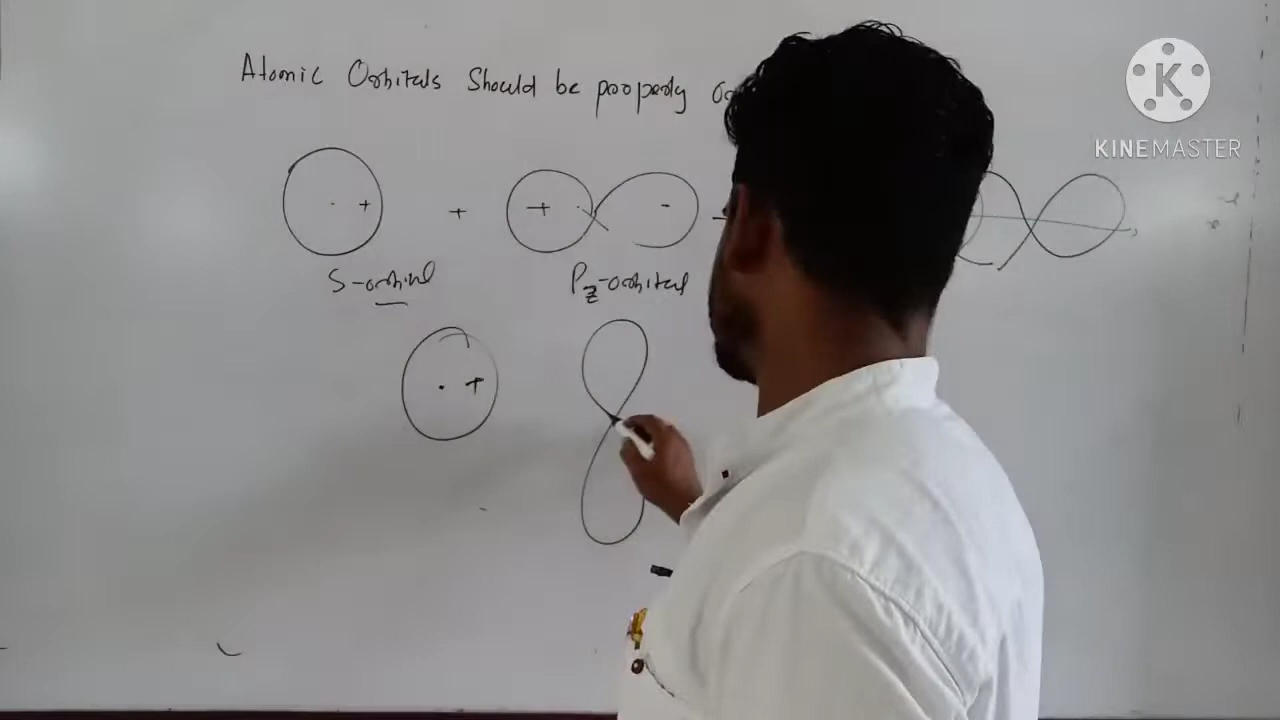 Atomic Orbitals Should be properly
K
KINEMASTER
+ + + -
S-orbital Pz-orbital
+